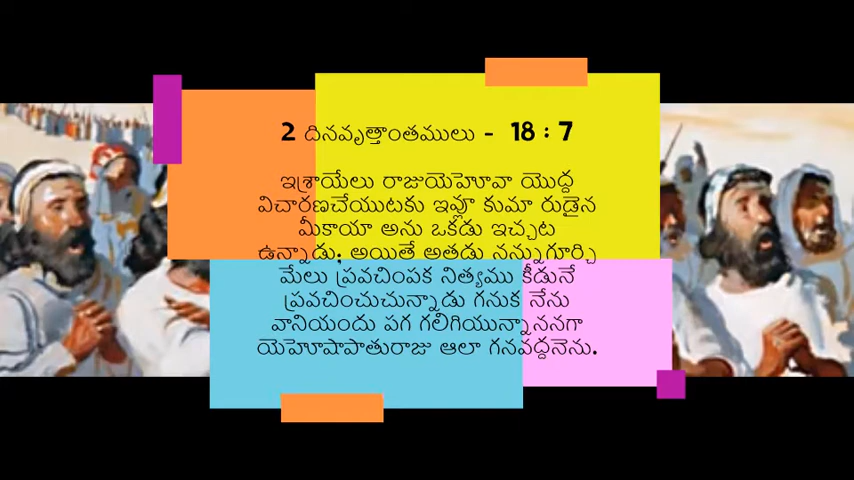 2 దినవృత్తాంతములు - 18 : 7
ఇశ్రాయేలు రాజుయెహోవా యొద్ద
విచారణచేయుటకు ఇవ్లూ కుమా రుడైన
మీకాయా అను ఒకడు ఇచ్చట
ఉన్నాడు; అయితే అతడు నన్నుగూర్చి
మేలు ప్రవచింపక నిత్యము కీడునే
ప్రవచించుచున్నాడు గనుక నేను
వానియందు పగ గలిగియున్నాననగా
యెహోషాపాతురాజు ఆలా గనవద్దనెను.